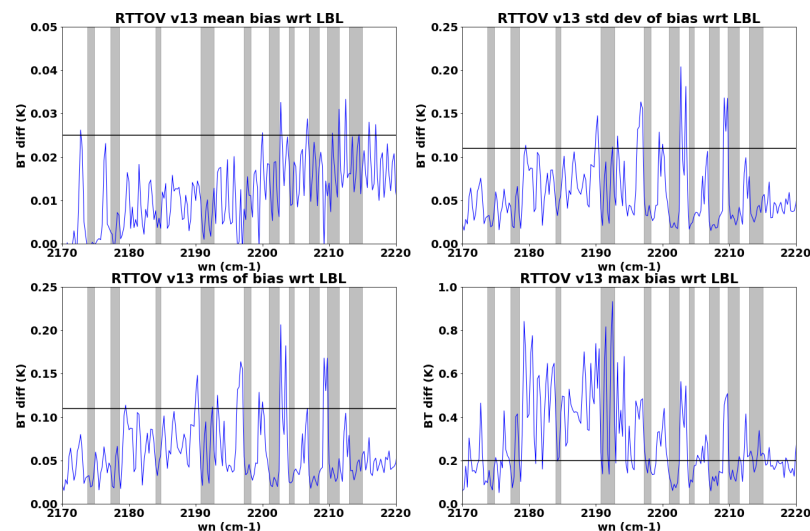 RTTOV v13 mean bias wrt LBL
BT diff (K)
0.05
0.04
0.03
0.02
0.01
0.00
2170 2180 2190 2200 2210 2220
wn (cm-1)
RTTOV v13 std dev of bias wrt LBL
BT diff (K)
0.25
0.20
0.15
0.10
0.05
0.00
2170 2180 2190 2200 2210 2220
wn (cm-1)
RTTOV v13 rms of bias wrt LBL
BT diff (K)
0.25
0.20
0.15
0.10
0.05
0.00
2170 2180 2190 2200 2210 2220
wn (cm-1)
RTTOV v13 max bias wrt LBL
BT diff (K)
1.0
0.8
0.6
0.4
0.2
0.0
2170 2180 2190 2200 2210 2220
wn (cm-1)